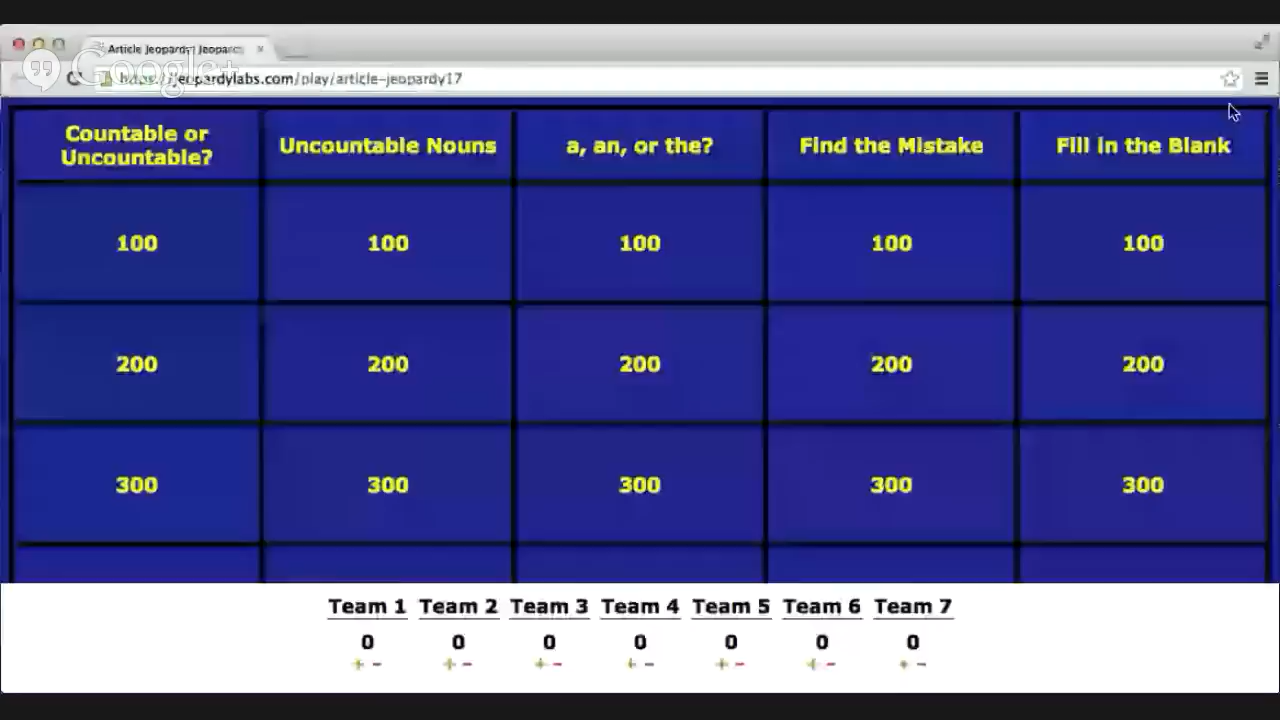 Article Jeopardy Jeopardy
Google+
https://jeopardylabs.com/play/article-jeopardy17
Countable or
Uncountable?
Uncountable Nouns
a, an, or the?
Find the Mistake
Fill in the Blank
100 100 100 100 100
200 200 200 200 200
300 300 300 300 300
Team 1 Team 2 Team 3 Team 4 Team 5 Team 6 Team 7
0 0 0 0 0 0 0
+ - + - + - + - + - + - + -